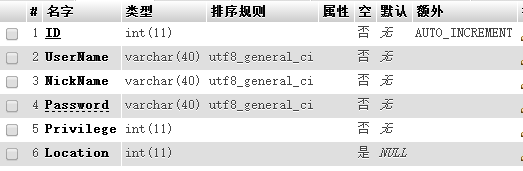 # 名字 类型 排序规则 属性 空 默认 额外
1 ID int(11) 否 无 AUTO_INCREMENT
2 UserName varchar(40) utf8_general_ci 否 无
3 NickName varchar(40) utf8_general_ci 否 无
4 Password varchar(40) utf8_general_ci 否 无
5 Privilege int(11) 否 无
6 Location int(11) 是 NULL